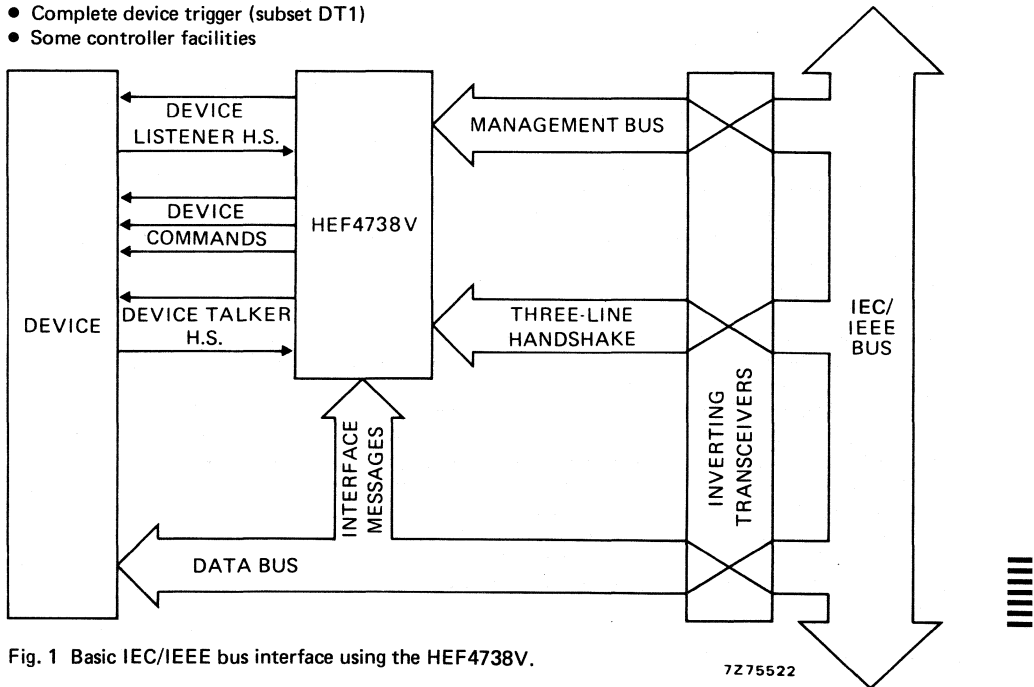 ● Complete device trigger (subset DT1)
● Some controller facilities
DEVICE
LISTENER H.S.
DEVICE
COMMANDS
DEVICE TALKER
H.S.
DEVICE
HEF4738V
MANAGEMENT BUS
THREE-LINE
HANDSHAKE
INTERFACE
MESSAGES
DATA BUS
INVERTING
TRANSCEIVERS
IEC/
IEEE
BUS
Fig. 1 Basic IEC/IEEE bus interface using the HEF4738V.
7Z75522